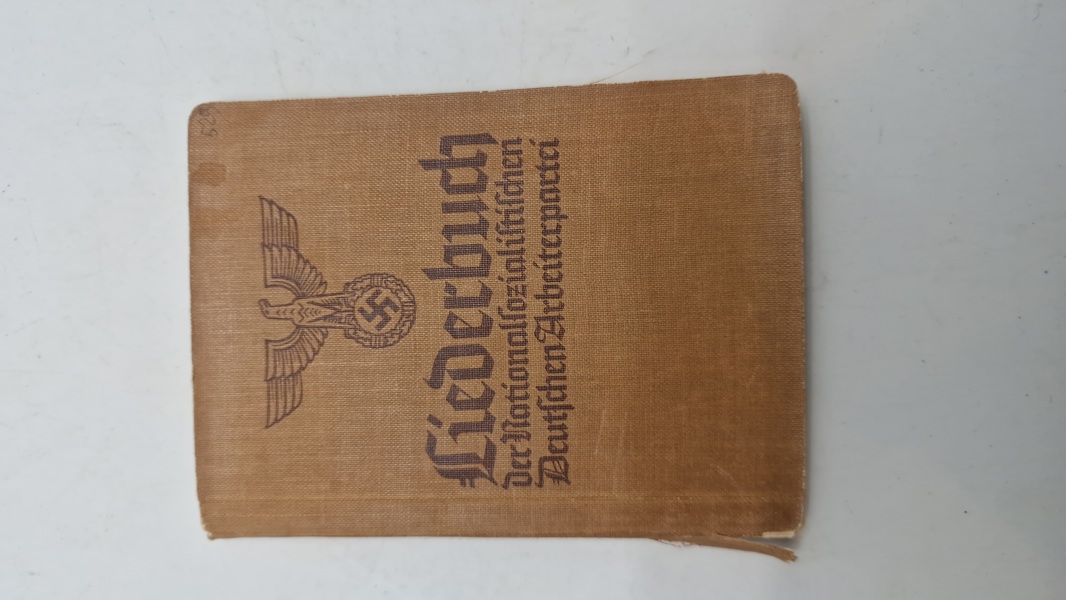 Liederbuch
der Nationalsozialistischen
Deutschen Arbeiterpartei